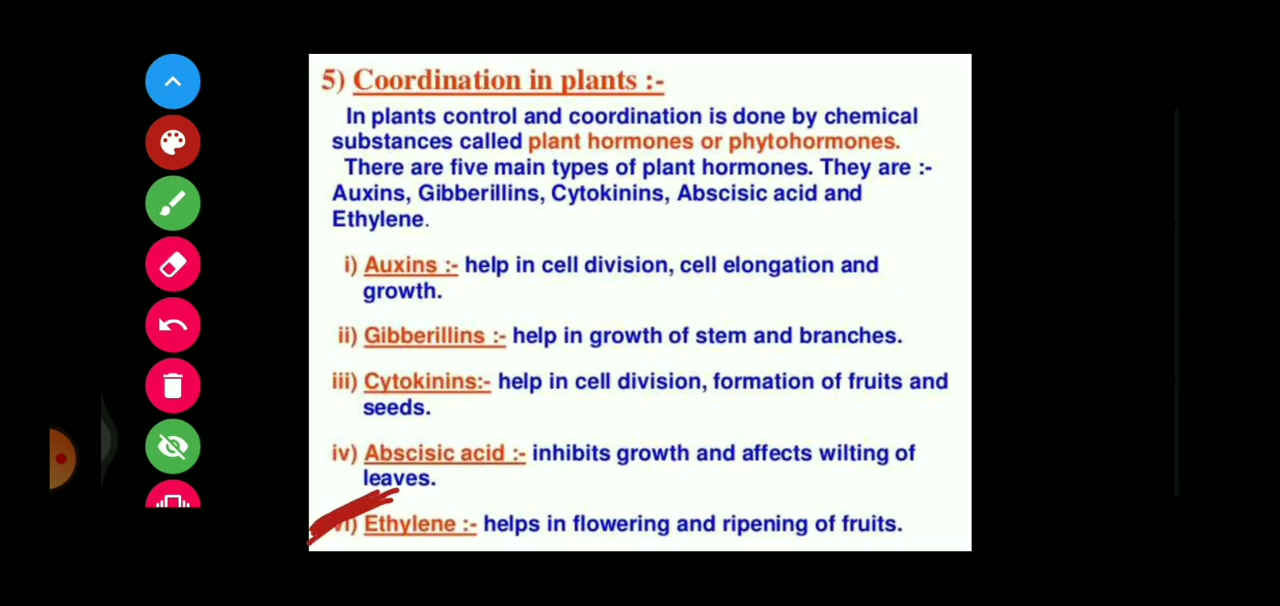 5) Coordination in plants :-
In plants control and coordination is done by chemical
substances called plant hormones or phytohormones.
There are five main types of plant hormones. They are :-
Auxins, Gibberillins, Cytokinins, Abscisic acid and
Ethylene.
i) Auxins :- help in cell division, cell elongation and
growth.
ii) Gibberillins :- help in growth of stem and branches.
iii) Cytokinins:- help in cell division, formation of fruits and
seeds.
iv) Abscisic acid :- inhibits growth and affects wilting of
leaves.
Ethylene :- helps in flowering and ripening of fruits.